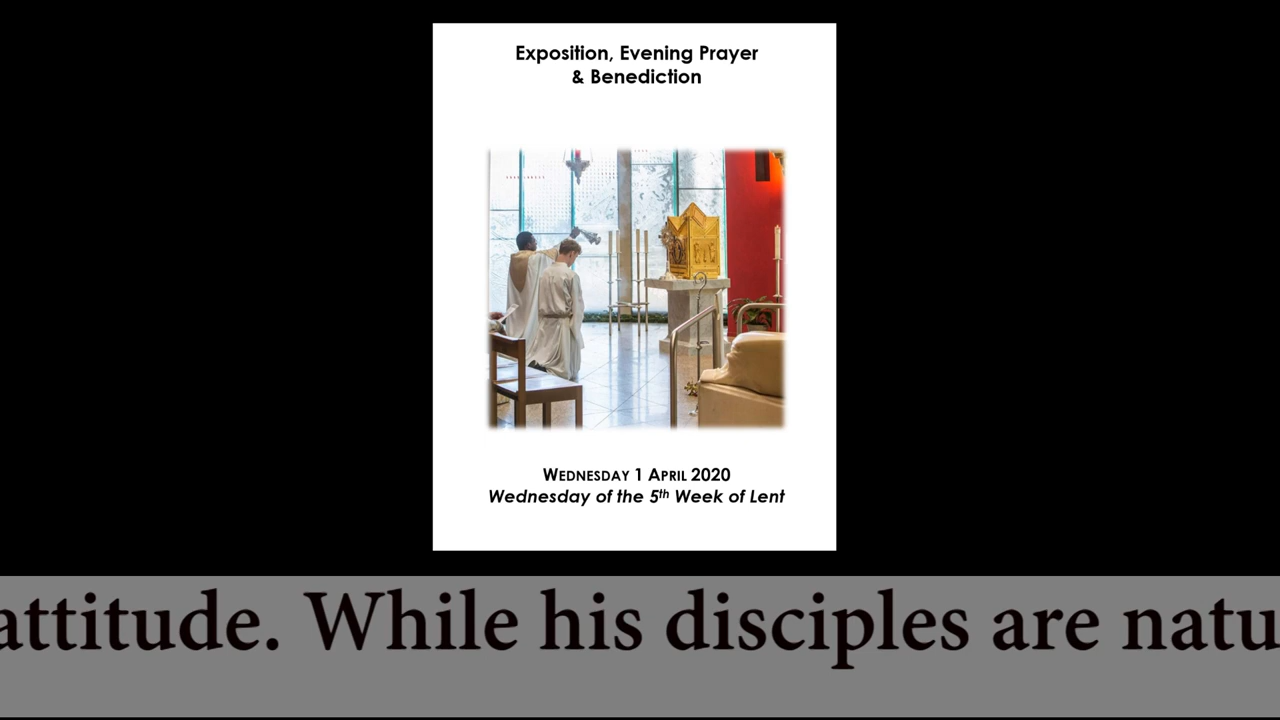 Exposition, Evening Prayer
& Benediction
Wednesday 1 April 2020
Wednesday of the 5th Week of Lent
attitude. While his disciples are natu